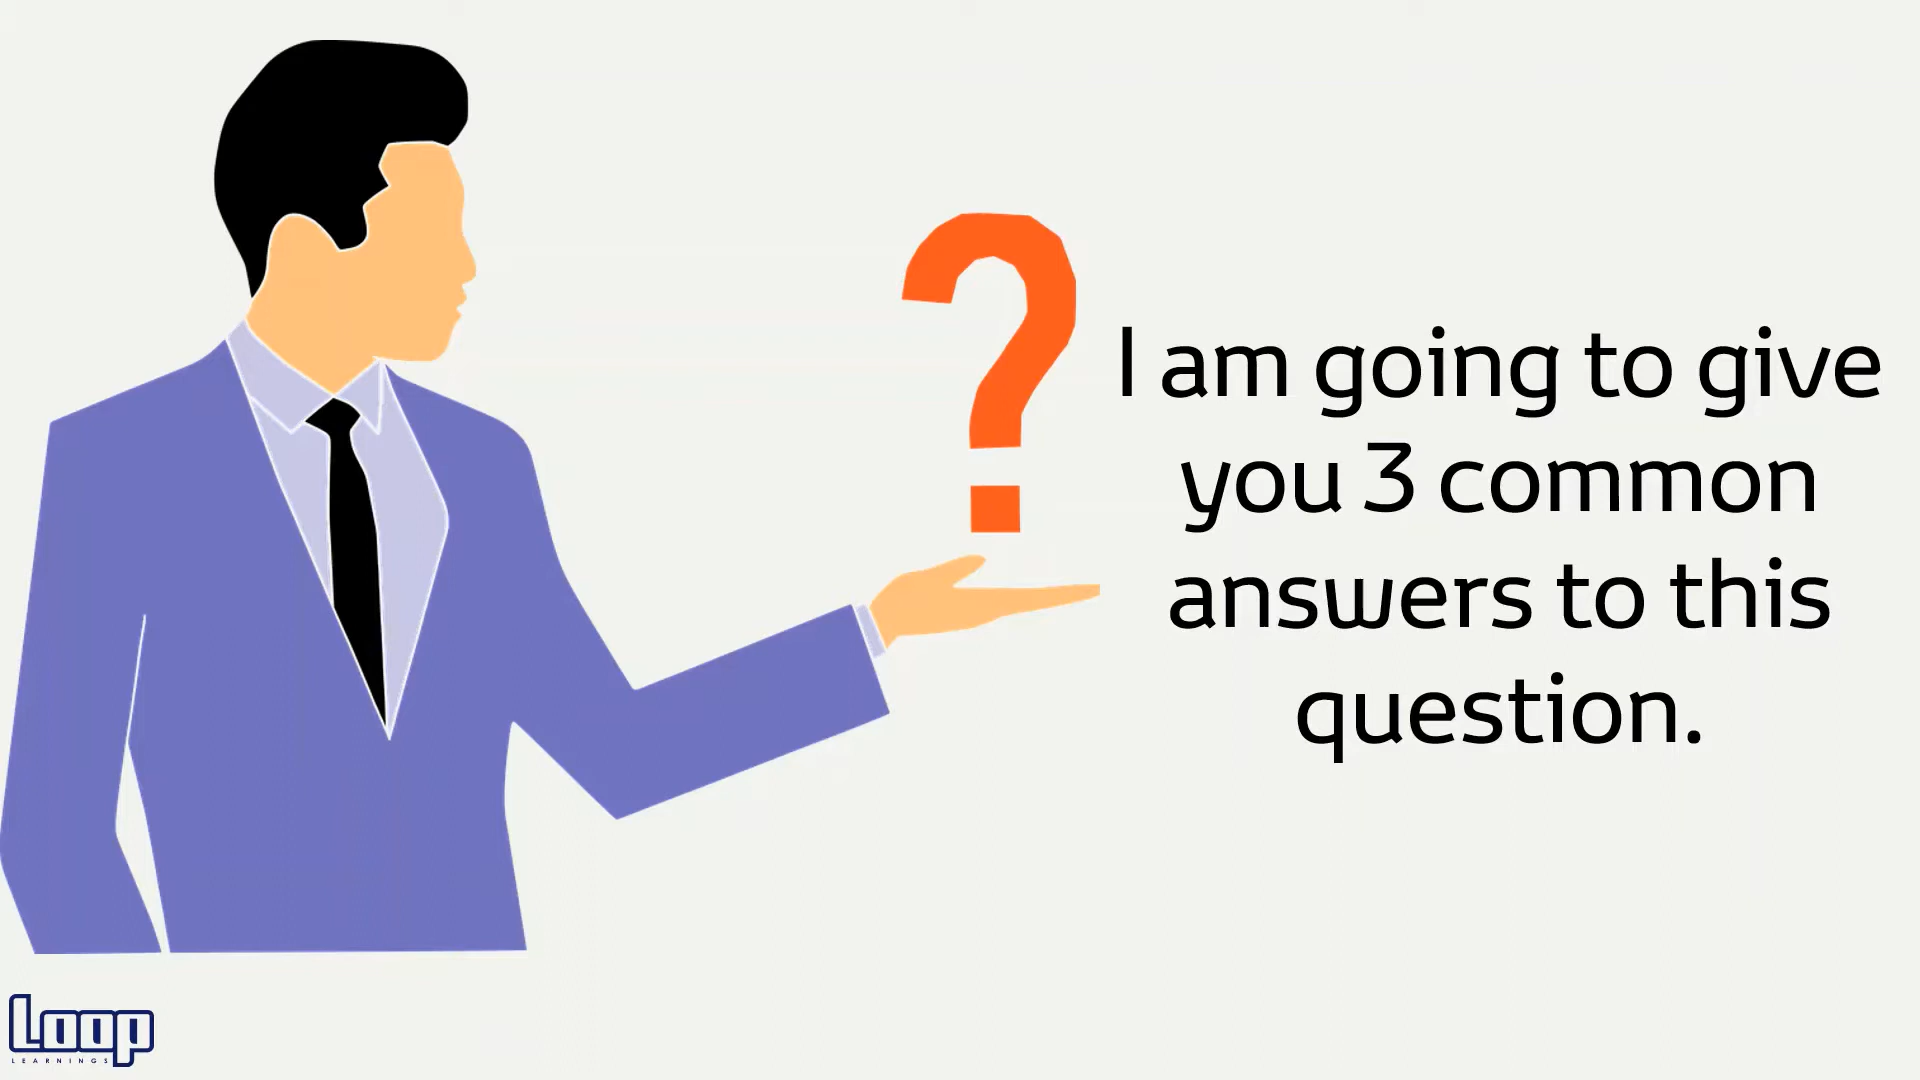 I am going to give
you 3 common
answers to this
question.
Loop
LEARNINGS